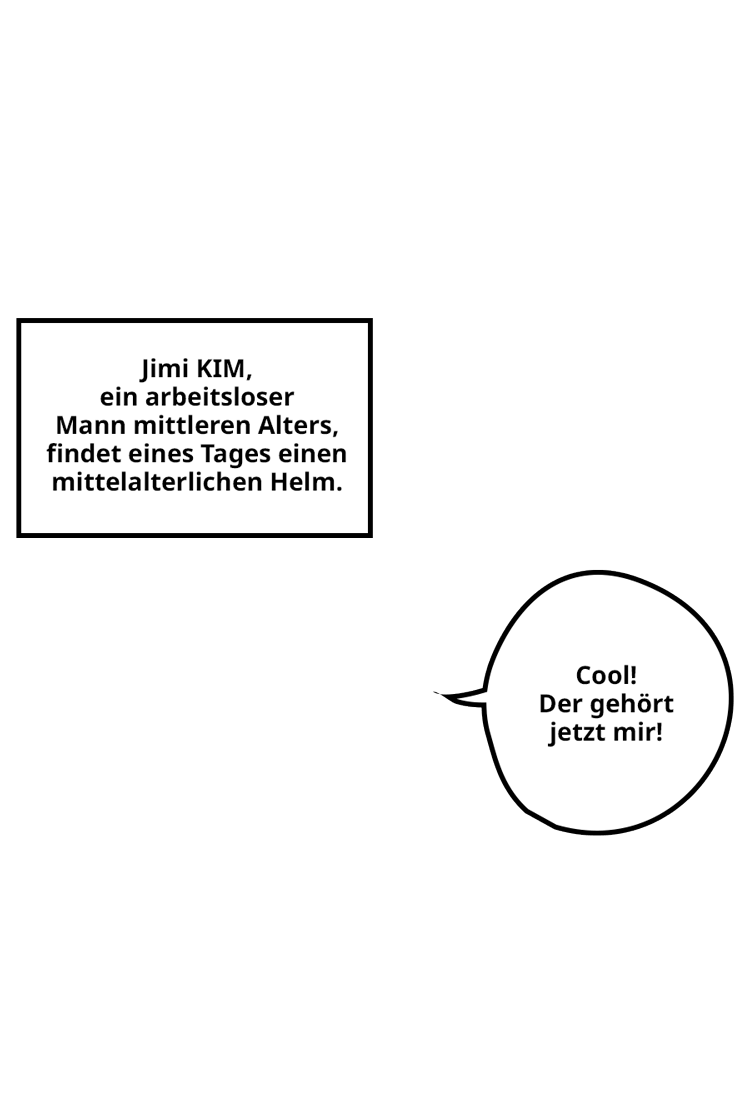 Jimi KIM,
ein arbeitsloser
Mann mittleren Alters,
findet eines Tages einen
mittelalterlichen Helm.
Cool!
Der gehört
jetzt mir!